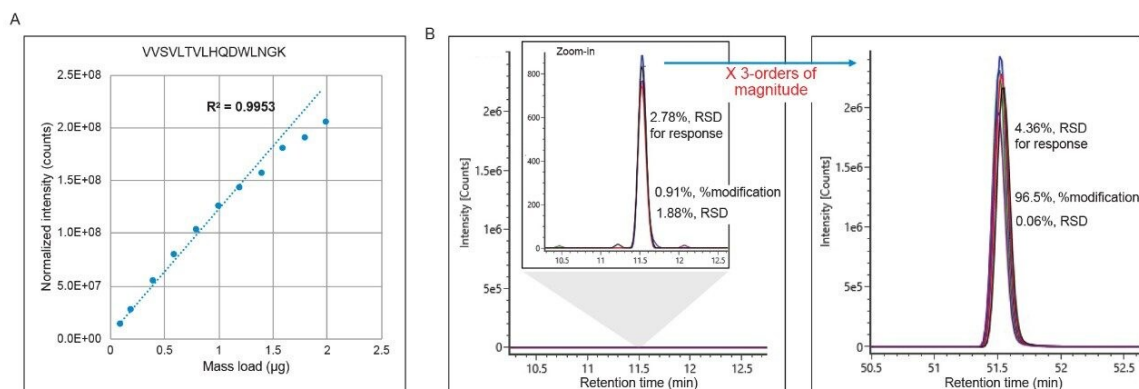 A
VVSVLTVLHQDWLNGK
2.5E+08
2.0E+08
1.5E+08
1.0E+08
5.0E+07
0.0E+00
Normalized intensity (counts)
R² = 0.9953
0
0.5
1
1.5
2
2.5
Mass load (µg)
B
Zoom-in
800
600
400
200
0
10.5
11
11.5
12
12.5
2.78%, RSD
for response
0.91%, %modification
1.88%, RSD
X 3-orders of
magnitude
Intensity [Counts]
2e6
1.5e6
1e6
5e5
0
10.5
11
11.5
12
12.5
Retention time (min)
Intensity [Counts]
2e6
1.5e6
1e6
5e5
0
4.36%, RSD
for response
96.5%, %modification
0.06%, RSD
50.5
51
51.5
52
52.5
Retention time (min)